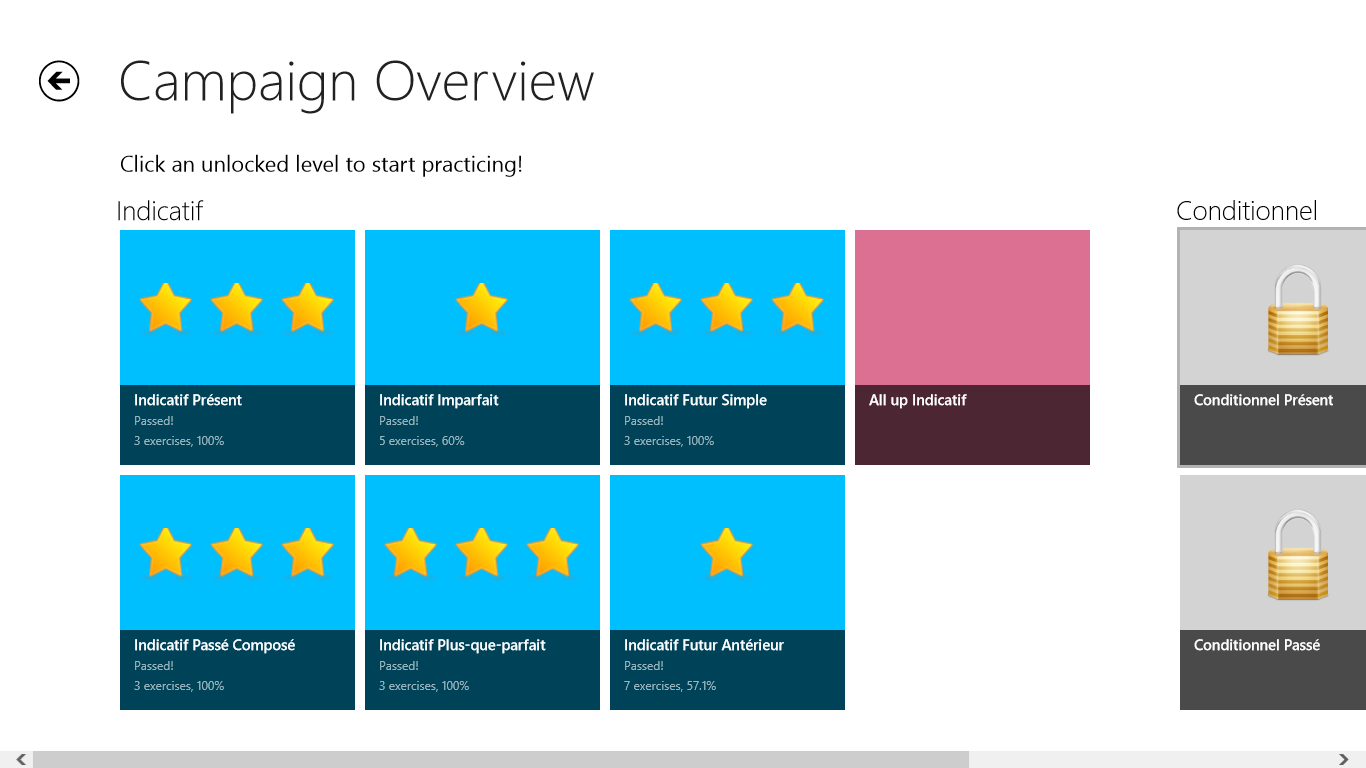 Campaign Overview
Click an unlocked level to start practicing!
Indicatif
Indicatif Présent
Passed!
3 exercises, 100%
Indicatif Imparfait
Passed!
5 exercises, 60%
Indicatif Futur Simple
Passed!
3 exercises, 100%
All up Indicatif
Indicatif Passé Composé
Passed!
3 exercises, 100%
Indicatif Plus-que-parfait
Passed!
3 exercises, 100%
Indicatif Futur Antérieur
Passed!
7 exercises, 57.1%
Conditionnel
Conditionnel Présent
Conditionnel Passé